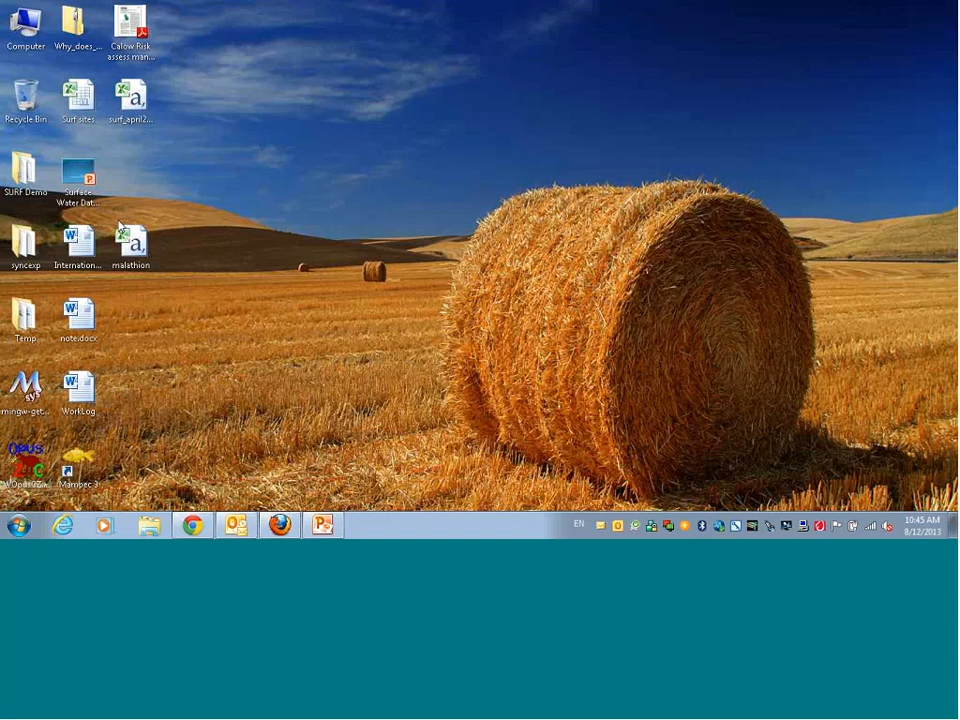 Computer
Why_does_...
Calow Risk
assess man...
Recycle Bin
Surf sites
surf_april2...
SURF Demo
Surface
Water Dat...
syncexp
Internation...
malathion
Temp
note.docx
mingw-get...
WorkLog
Mampec 3
EN
10:45 AM
8/12/2013